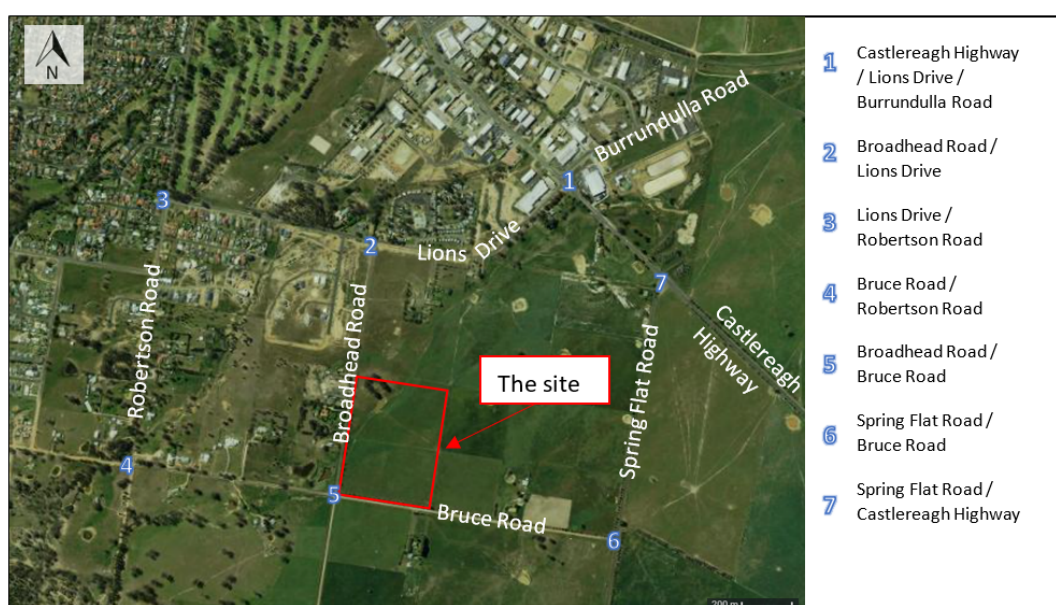 N
Burrundulla Road
1
3
2
Lions Drive
7
Robertson Road
Broadhead Road
Castlereagh
Highway
The site
Spring Flat Road
4
5
Bruce Road
6
200 m
1
Castlereagh Highway
/ Lions Drive /
Burrundulla Road
2
Broadhead Road /
Lions Drive
3
Lions Drive /
Robertson Road
4
Bruce Road /
Robertson Road
5
Broadhead Road /
Bruce Road
6
Spring Flat Road /
Bruce Road
7
Spring Flat Road /
Castlereagh Highway